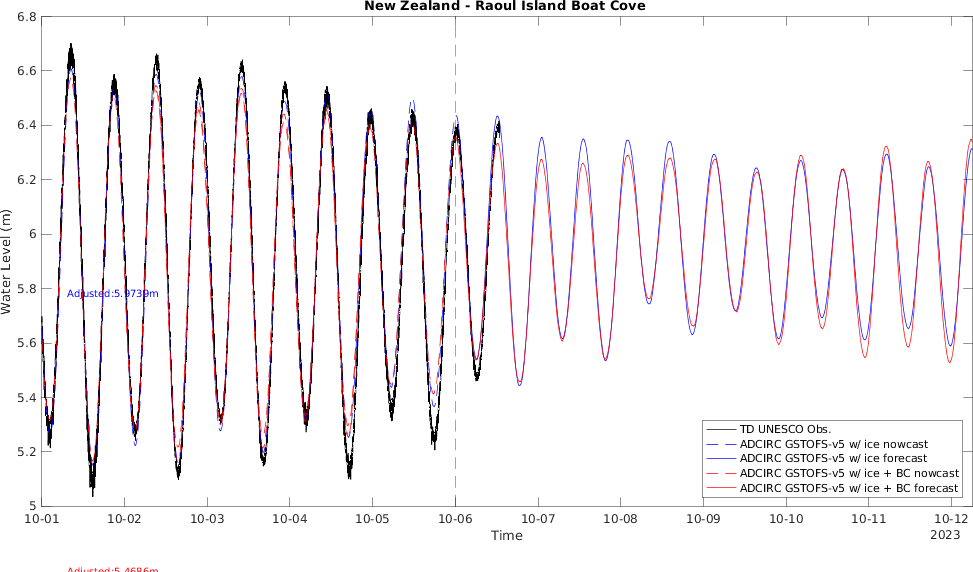 New Zealand - Raoul Island Boat Cove
6.8
6.6
6.4
6.2
6
5.8
5.6
5.4
5.2
5
Water Level (m)
Adjusted:5.9739m
TD UNESCO Obs.
ADCIRC GSTOFS-v5 w/ ice nowcast
ADCIRC GSTOFS-v5 w/ ice forecast
ADCIRC GSTOFS-v5 w/ ice + BC nowcast
ADCIRC GSTOFS-v5 w/ ice + BC forecast
10-01 10-02 10-03 10-04 10-05 10-06 10-07 10-08 10-09 10-10 10-11 10-12
Time
2023
Adjusted:5.4686m